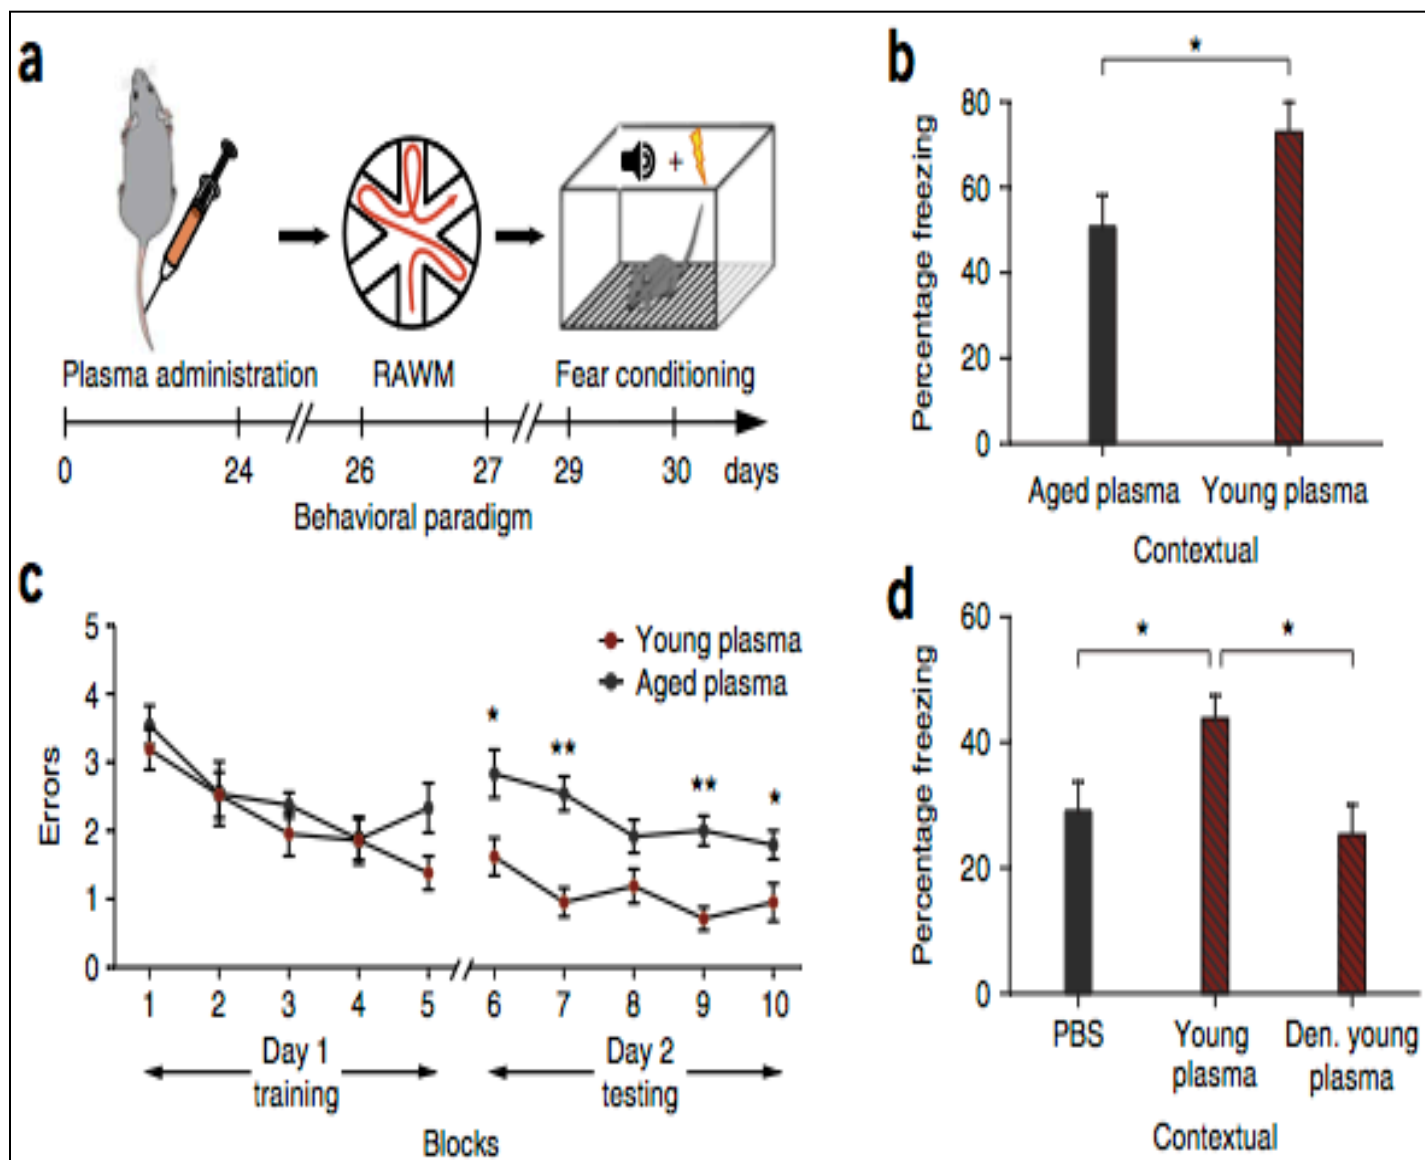 a
+
Plasma administration RAWM Fear conditioning
0 24 26 27 29 30 days
Behavioral paradigm
b
*
Percentage freezing
80
60
40
20
0
Aged plasma Young plasma
Contextual
c
Errors
5
4
3
2
1
0
Young plasma
Aged plasma
* ** ** *
1 2 3 4 5 6 7 8 9 10
Day 1 Day 2
training testing
Blocks
d
* *
Percentage freezing
60
40
20
0
PBS Young Den. young
plasma plasma
Contextual